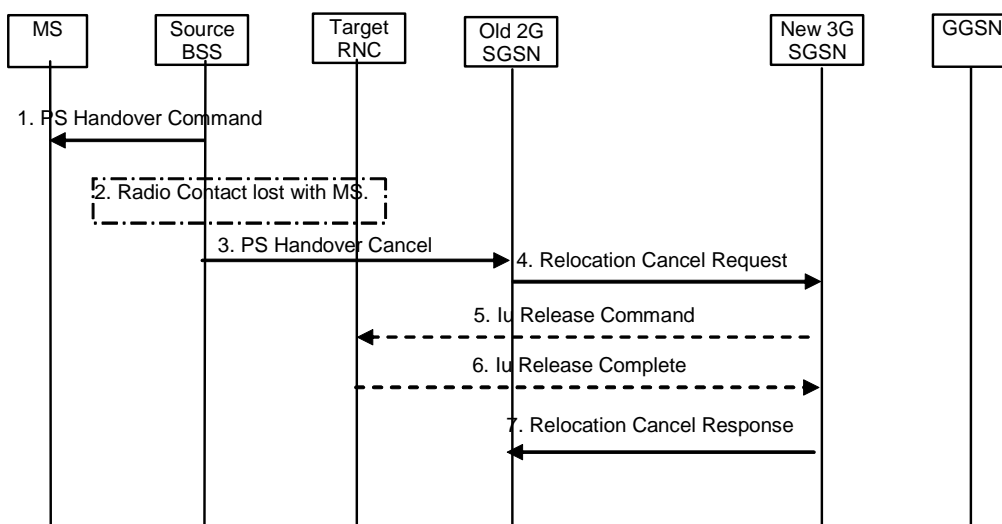 MS
Source
BSS
Target
RNC
Old 2G
SGSN
New 3G
SGSN
GGSN
1. PS Handover Command
2. Radio Contact lost with MS.
3. PS Handover Cancel
4. Relocation Cancel Request
5. Iu Release Command
6. Iu Release Complete
7. Relocation Cancel Response